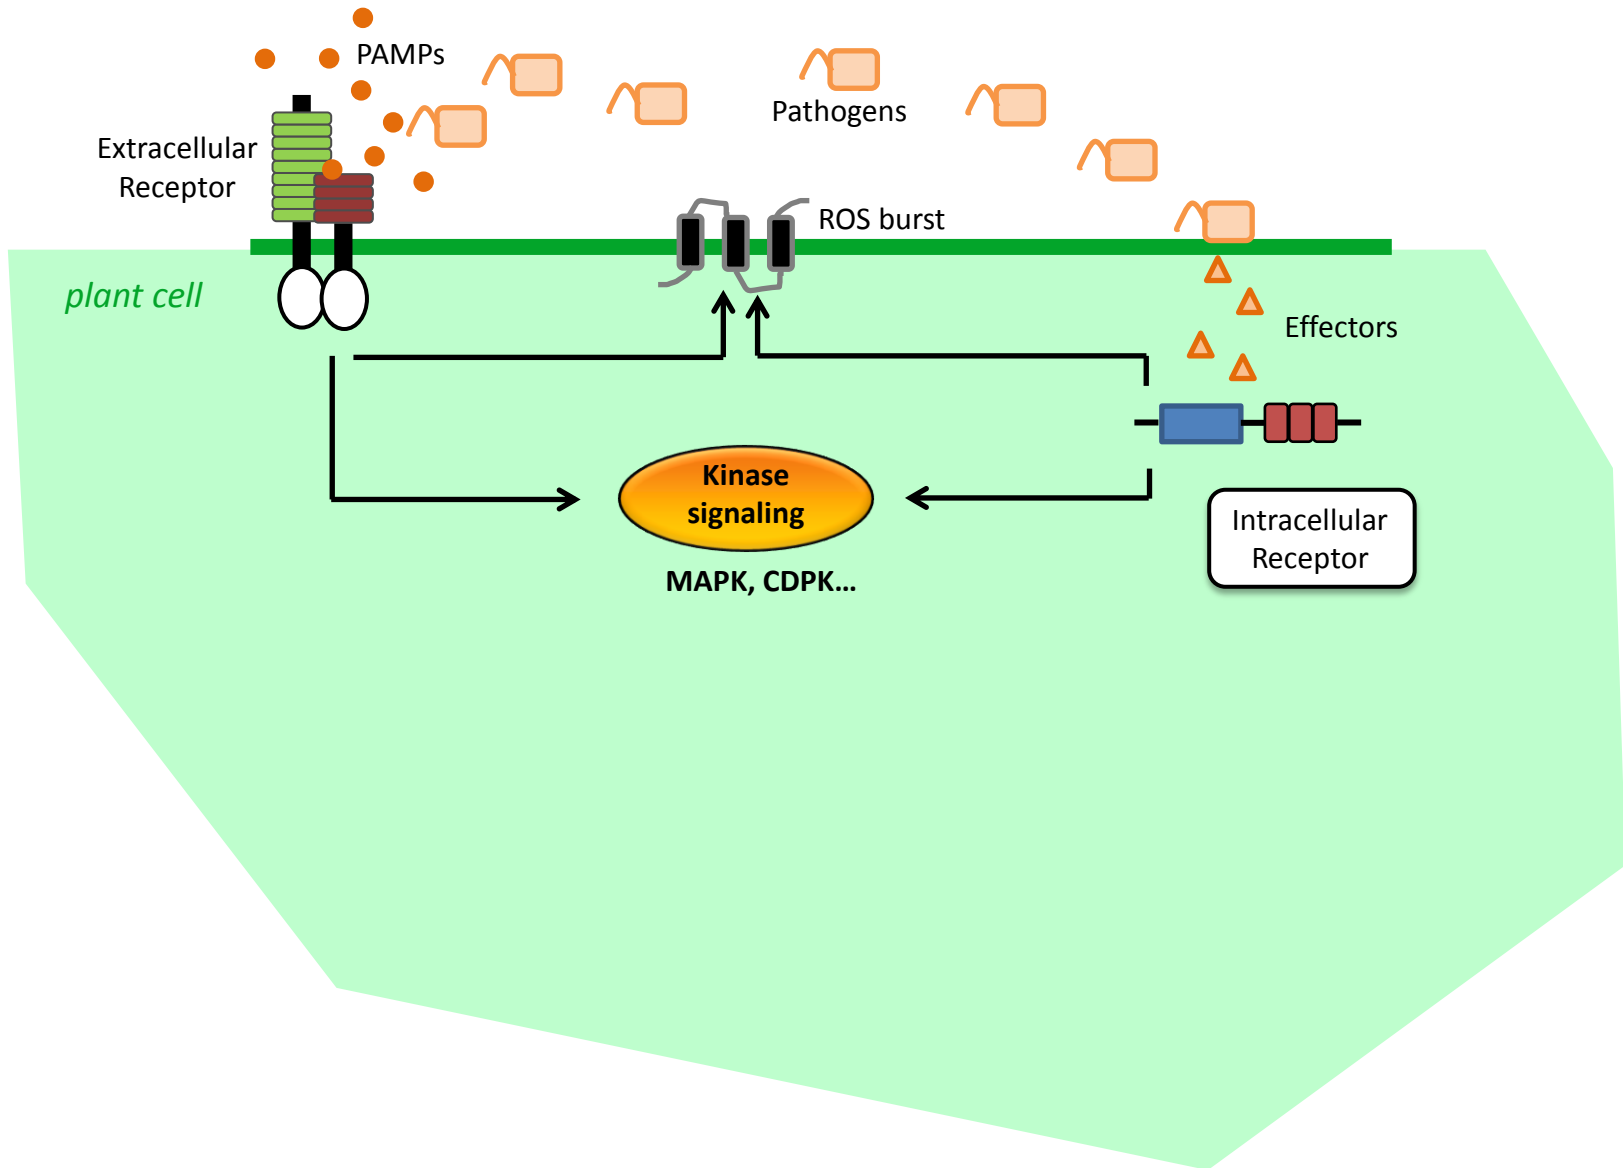 PAMPs
Pathogens
Extracellular
Receptor
ROS burst
plant cell
Effectors
Kinase
signaling
MAPK, CDPK...
Intracellular
Receptor